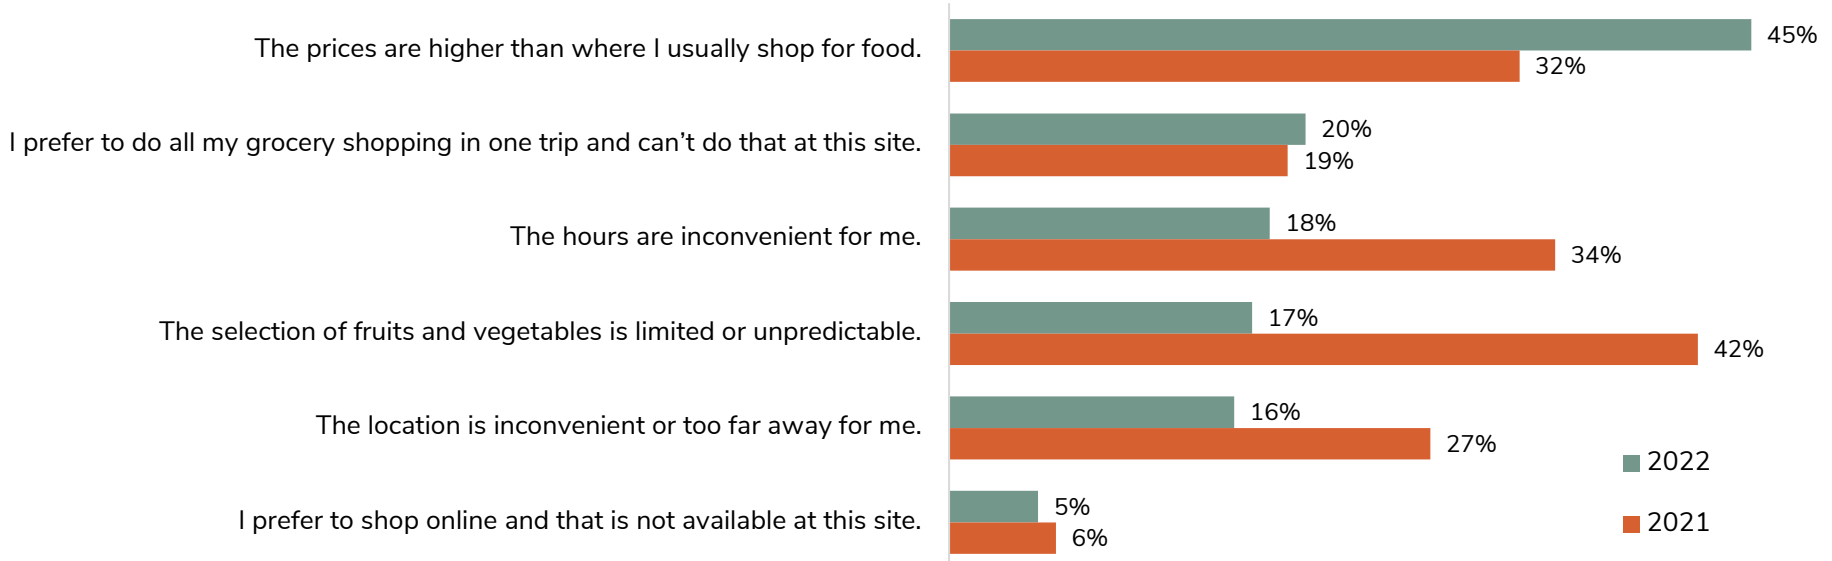 The prices are higher than where I usually shop for food.
45%
32%
I prefer to do all my grocery shopping in one trip and can’t do that at this site.
20%
19%
The hours are inconvenient for me.
18%
34%
The selection of fruits and vegetables is limited or unpredictable.
17%
42%
The location is inconvenient or too far away for me.
16%
27%
I prefer to shop online and that is not available at this site.
5%
6%
2022
2021